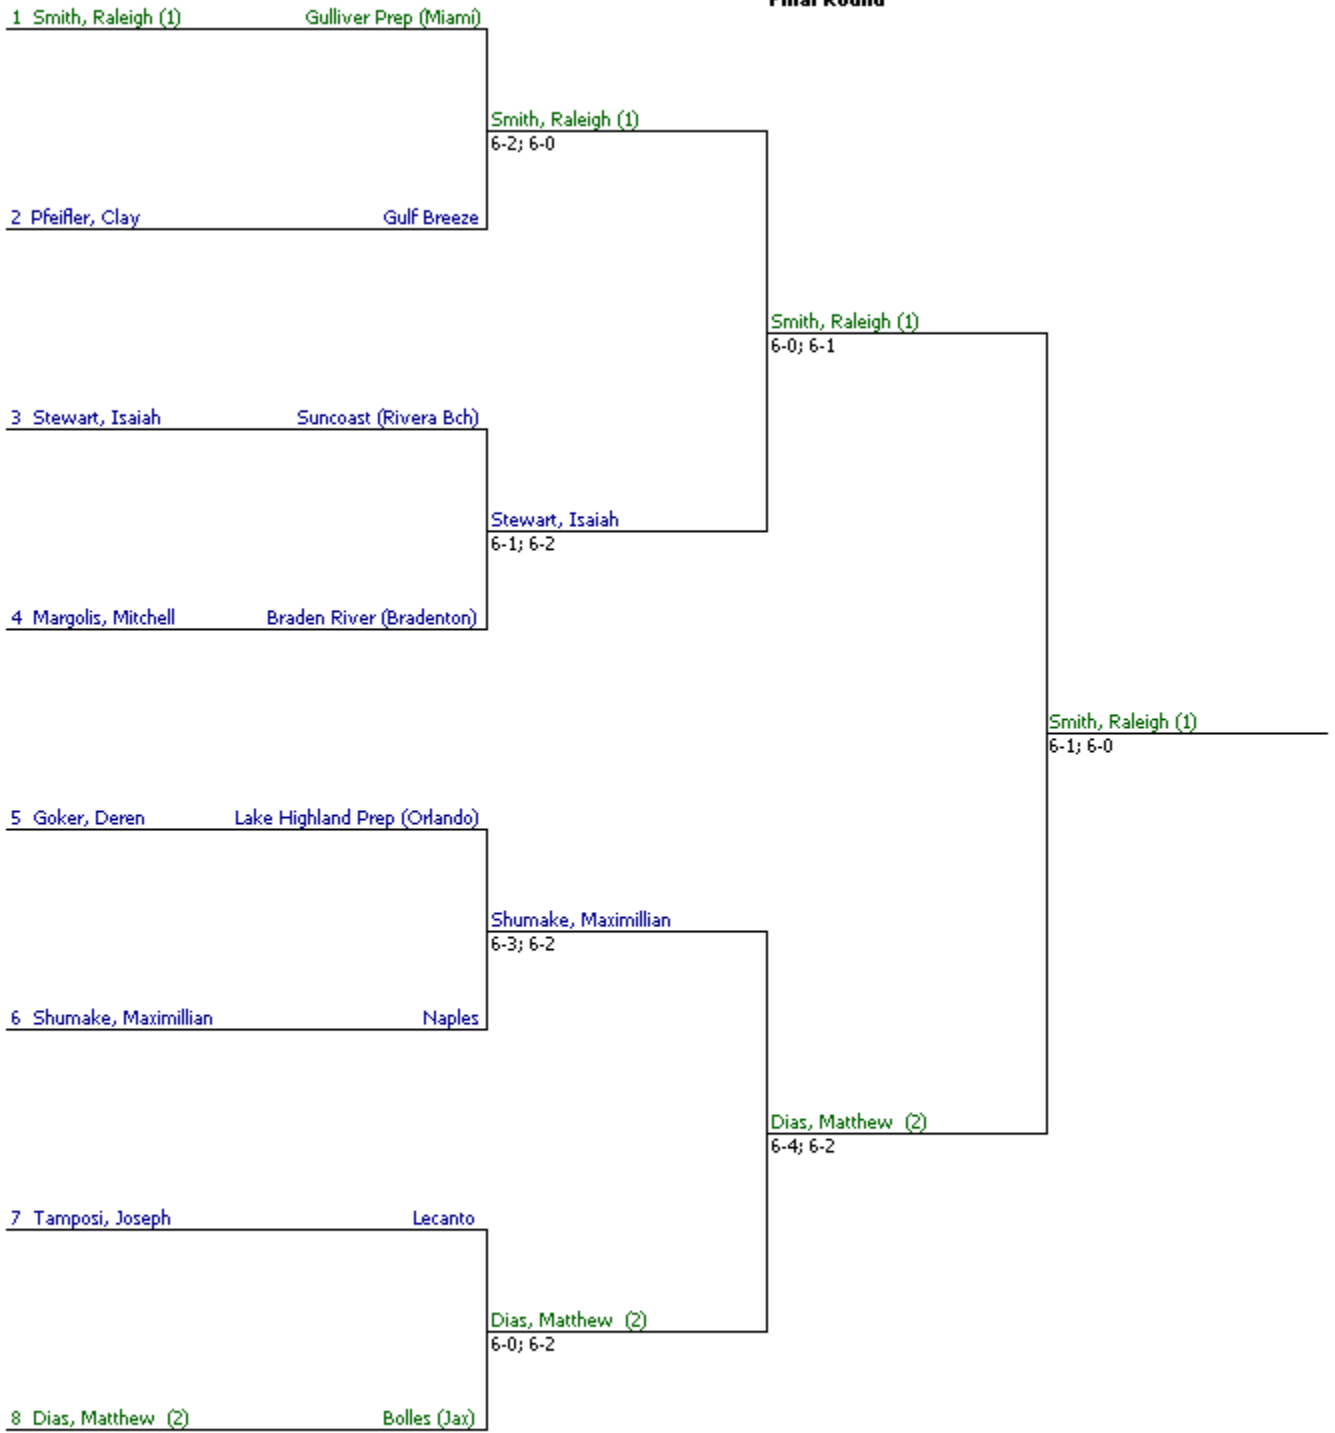 Final Round
1 Smith, Raleigh (1) Gulliver Prep (Miami)
Smith, Raleigh (1)
6-2; 6-0
2 Pfeifler, Clay Gulf Breeze
Smith, Raleigh (1)
6-0; 6-1
3 Stewart, Isaiah Suncoast (Rivera Bch)
Stewart, Isaiah
6-1; 6-2
4 Margolis, Mitchell Braden River (Bradenton)
Smith, Raleigh (1)
6-1; 6-0
5 Goker, Deren Lake Highland Prep (Orlando)
Shumake, Maximillian
6-3; 6-2
6 Shumake, Maximillian Naples
Dias, Matthew (2)
6-4; 6-2
7 Tamposi, Joseph Lecanto
Dias, Matthew (2)
6-0; 6-2
8 Dias, Matthew (2) Bolles (Jax)